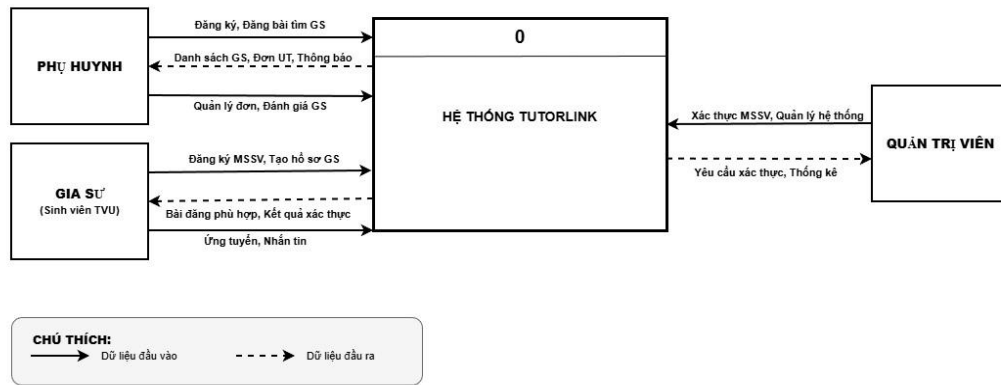 Đăng ký, Đăng bài tìm GS
0
PHỤ HUYNH
Danh sách GS, Đơn UT, Thông báo
Quản lý đơn, Đánh giá GS
HỆ THỐNG TUTORLINK
Xác thực MSSV, Quản lý hệ thống
QUẢN TRỊ VIÊN
Yêu cầu xác thực, Thống kê
Đăng ký MSSV, Tạo hồ sơ GS
GIA SƯ
(Sinh viên TVU)
Bài đăng phù hợp, Kết quả xác thực
Ứng tuyển, Nhắn tin
CHÚ THÍCH:
Dữ liệu đầu vào
Dữ liệu đầu ra